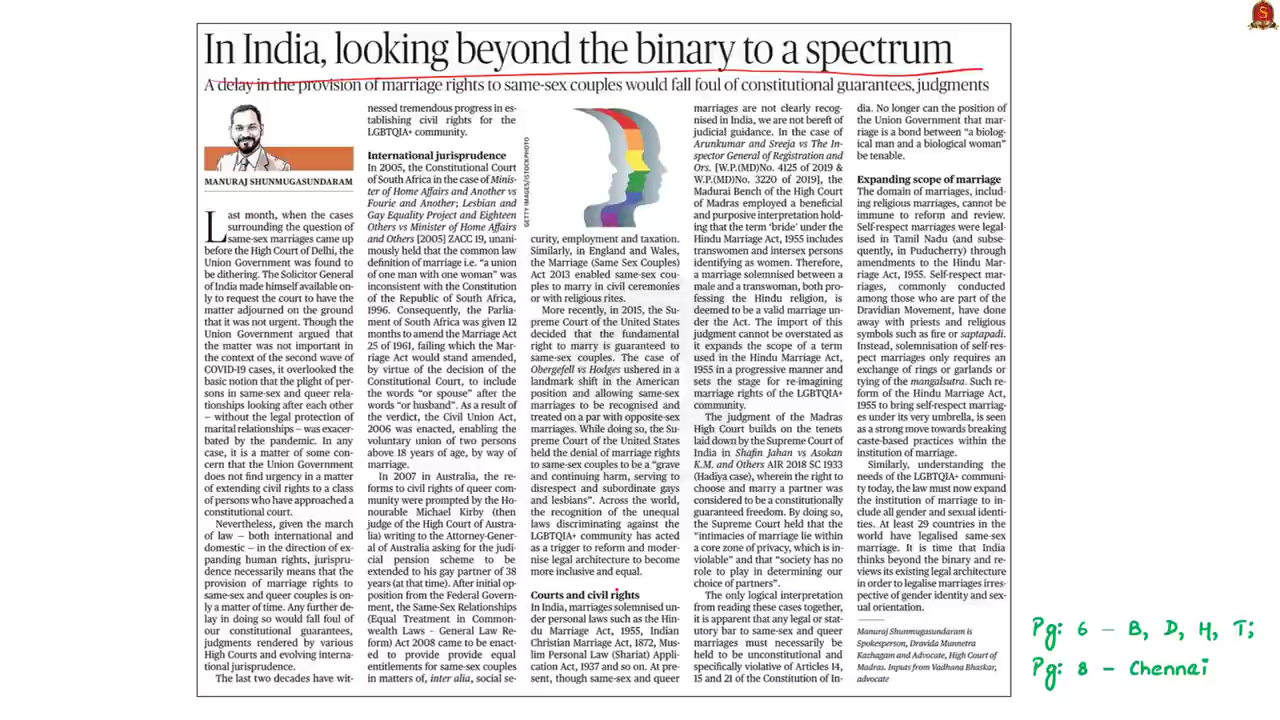 In India, looking beyond the binary to a spectrum
A delay in the provision of marriage rights to same-sex couples would fall foul of constitutional guarantees, judgments
MANURAJ SHUNMUGASUNDARAM
Last month, when the cases
surrounding the question of
same-sex marriages came up
before the High Court of Delhi, the
Union Government was found to
be dithering. The Solicitor General
of India made himself available on-
ly to request the court to have the
matter adjourned on the ground
that it was not urgent. Though the
Union Government argued that
the matter was not important in
the context of the second wave of
COVID-19 cases, it overlooked the
basic notion that the plight of per-
sons in same-sex and queer rela-
tionships looking after each other
– without the legal protection of
marital relationships – was exacer-
bated by the pandemic. In any
case, it is a matter of some con-
cern that the Union Government
does not find urgency in a matter
of extending civil rights to a class
of persons who have approached a
constitutional court.
Nevertheless, given the march
of law – both international and
domestic – in the direction of ex-
panding human rights, jurispru-
dence necessarily means that the
provision of marriage rights to
same-sex and queer couples is on-
ly a matter of time. Any further de-
lay in doing so would fall foul of
our constitutional guarantees,
judgments rendered by various
High Courts and evolving interna-
tional jurisprudence.
The last two decades have wit-
nessed tremendous progress in es-
tablishing civil rights for the
LGBTQIA+ community.
International jurisprudence
In 2005, the Constitutional Court
of South Africa in the case of Minis-
ter of Home Affairs and Another vs
Fourie and Another; Lesbian and
Gay Equality Project and Eighteen
Others vs Minister of Home Affairs
and Others [2005] ZACC 19, unani-
mously held that the common law
definition of marriage i.e. “a union
of one man with one woman” was
inconsistent with the Constitution
of the Republic of South Africa,
1996. Consequently, the Parlia-
ment of South Africa was given 12
months to amend the Marriage Act
25 of 1961, failing which the Mar-
riage Act would stand amended,
by virtue of the decision of the
Constitutional Court, to include
the words “or spouse” after the
words “or husband”. As a result of
the verdict, the Civil Union Act,
2006 was enacted, enabling the
voluntary union of two persons
above 18 years of age, by way of
marriage.
In 2007 in Australia, the re-
forms to civil rights of queer com-
munity were prompted by the Ho-
nourable Michael Kirby (then
judge of the High Court of Austra-
lia) writing to the Attorney-Gener-
al of Australia asking for the judi-
cial pension scheme to be
extended to his gay partner of 38
years (at that time). After initial op-
position from the Federal Govern-
ment, the Same-Sex Relationships
(Equal Treatment in Common-
wealth Laws - General Law Re-
form) Act 2008 came to be enact-
ed to provide provide equal
entitlements for same-sex couples
in matters of, inter alia, social se-
GETTY IMAGES/ISTOCKPHOTO
curity, employment and taxation.
Similarly, in England and Wales,
the Marriage (Same Sex Couples)
Act 2013 enabled same-sex cou-
ples to marry in civil ceremonies
or with religious rites.
More recently, in 2015, the Su-
preme Court of the United States
decided that the fundamental
right to marry is guaranteed to
same-sex couples. The case of
Obergefell vs Hodges ushered in a
landmark shift in the American
position and allowing same-sex
marriages to be recognised and
treated on a par with opposite-sex
marriages. While doing so, the Su-
preme Court of the United States
held the denial of marriage rights
to same-sex couples to be a “grave
and continuing harm, serving to
disrespect and subordinate gays
and lesbians”. Across the world,
the recognition of the unequal
laws discriminating against the
LGBTQIA+ community has acted
as a trigger to reform and moder-
nise legal architecture to become
more inclusive and equal.
Courts and civil rights
In India, marriages solemnised un-
der personal laws such as the Hin-
du Marriage Act, 1955, Indian
Christian Marriage Act, 1872, Mus-
lim Personal Law (Shariat) Appli-
cation Act, 1937 and so on. At pre-
sent, though same-sex and queer
marriages are not clearly recog-
nised in India, we are not bereft of
judicial guidance. In the case of
Arunkumar and Sreeja vs The In-
spector General of Registration and
Ors. [W.P.(MD)No. 4125 of 2019 &
W.P.(MD)No. 3220 of 2019], the
Madurai Bench of the High Court
of Madras employed a beneficial
and purposive interpretation hold-
ing that the term ‘bride’ under the
Hindu Marriage Act, 1955 includes
transwomen and intersex persons
identifying as women. Therefore,
a marriage solemnised between a
male and a transwoman, both pro-
fessing the Hindu religion, is
deemed to be a valid marriage un-
der the Act. The import of this
judgment cannot be overstated as
it expands the scope of a term
used in the Hindu Marriage Act,
1955 in a progressive manner and
sets the stage for re-imagining
marriage rights of the LGBTQIA+
community.
The judgment of the Madras
High Court builds on the tenets
laid down by the Supreme Court of
India in Shafin Jahan vs Asokan
K.M. and Others AIR 2018 SC 1933
(Hadiya case), wherein the right to
choose and marry a partner was
considered to be a constitutionally
guaranteed freedom. By doing so,
the Supreme Court held that the
“intimacies of marriage lie within
a core zone of privacy, which is in-
violable” and that “society has no
role to play in determining our
choice of partners”.
The only logical interpretation
from reading these cases together,
it is apparent that any legal or stat-
utory bar to same-sex and queer
marriages must necessarily be
held to be unconstitutional and
specifically violative of Articles 14,
15 and 21 of the Constitution of In-
dia. No longer can the position of
the Union Government that mar-
riage is a bond between “a biolog-
ical man and a biological woman”
be tenable.
Expanding scope of marriage
The domain of marriages, includ-
ing religious marriages, cannot be
immune to reform and review.
Self-respect marriages were legal-
ised in Tamil Nadu (and subse-
quently, in Puducherry) through
amendments to the Hindu Mar-
riage Act, 1955. Self-respect mar-
riages, commonly conducted
among those who are part of the
Dravidian Movement, have done
away with priests and religious
symbols such as fire or saptapadi.
Instead, solemnisation of self-res-
pect marriages only requires an
exchange of rings or garlands or
tying of the mangalsutra. Such re-
form of the Hindu Marriage Act,
1955 to bring self-respect marriag-
es under its very umbrella, is seen
as a strong move towards breaking
caste-based practices within the
institution of marriage.
Similarly, understanding the
needs of the LGBTQIA+ communi-
ty today, the law must now expand
the institution of marriage to in-
clude all gender and sexual identi-
ties. At least 29 countries in the
world have legalised same-sex
marriage. It is time that India
thinks beyond the binary and re-
views its existing legal architecture
in order to legalise marriages irres-
pective of gender identity and sex-
ual orientation.
Manuraj Shunmugasundaram is
Spokesperson, Dravida Munnetra
Kazhagam and Advocate, High Court of
Madras. Inputs from Vadhana Bhaskar,
advocate
Pg: 6 – B, D, H, T;
Pg: 8 – Chennai
S